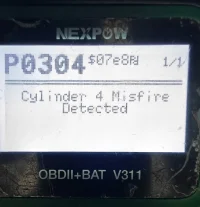 NEXPOW
P0304 $07e8 1/1
Cylinder 4 Misfire
Detected
OBDII+BAT V311